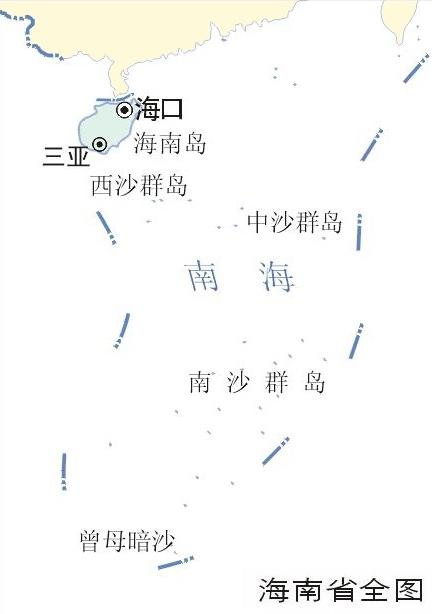 海口
海南岛
三亚
西沙群岛
中沙群岛
南海
南沙群岛
曾母暗沙
海南省全图